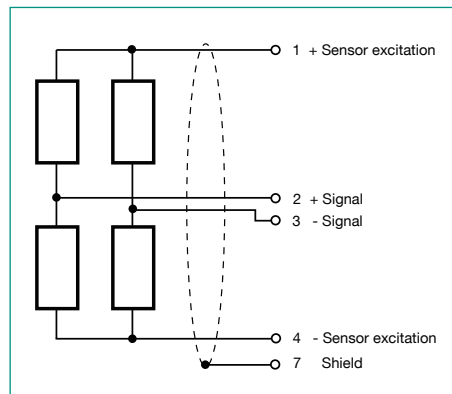 1 + Sensor excitation
2 + Signal
3 - Signal
4 - Sensor excitation
7 Shield